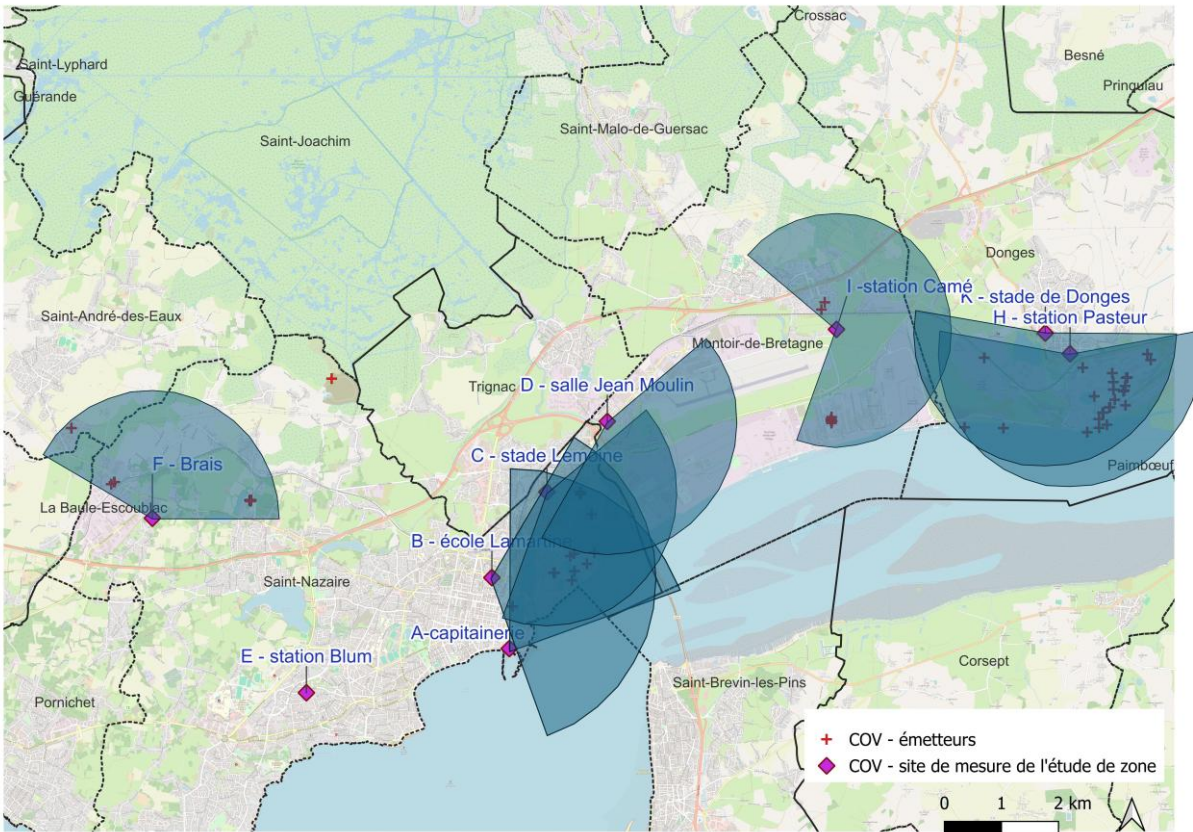 Crossac
Besné
Prinquiau
Saint-Lyphard
Guérande
Saint-Joachim
Saint-Malo-de-Guersac
Donges
I -station Camé
K - stade de Donges
H - station Pasteur
Saint-André-des-Eaux
Montoir-de-Bretagne
Trignac
D - salle Jean Moulin
F - Brais
C - stade Lemoine
Paimbœuf
La Baule-Escoublac
B - école Lamartine
Saint-Nazaire
A-capitainerie
E - station Blum
Corsept
Saint-Brevin-les-Pins
Pornichet
COV - émetteurs
COV - site de mesure de l'étude de zone
0 1 2 km